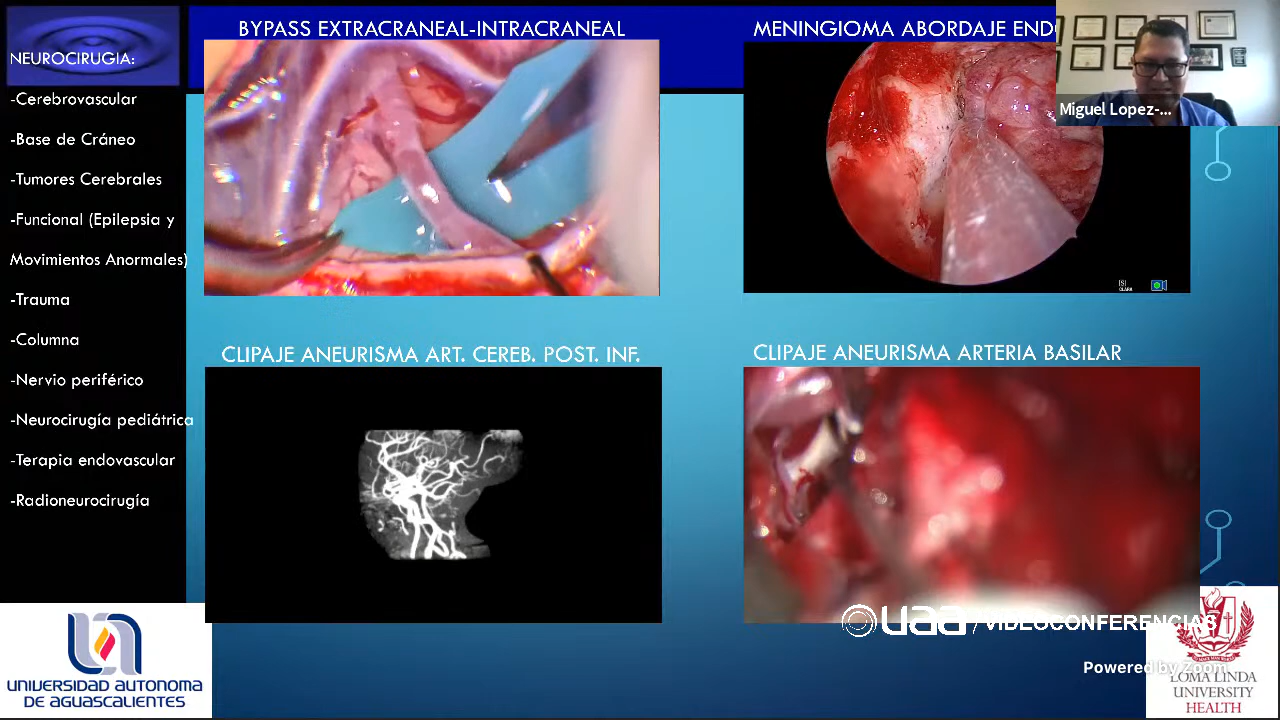 BYPASS EXTRACRANEAL-INTRACRANEAL
MENINGIOMA ABORDAJE
Miguel Lopez-...
NEUROCIRUGIA:
-Cerebrovascular
-Base de Cráneo
-Tumores Cerebrales
-Funcional (Epilepsia y
Movimientos Anormales)
-Trauma
-Columna
-Nervio periférico
-Neurocirugía pediátrica
-Terapia endovascular
-Radioneurocirugía
CLIPAJE ANEURISMA ART. CEREB. POST. INF.
CLIPAJE ANEURISMA ARTERIA BASILAR
uaa / VIDEOCONFERENCIAS
Powered by Zoom
UNIVERSIDAD AUTONOMA
DE AGUASCALIENTES
LOMA LINDA
UNIVERSITY
HEALTH